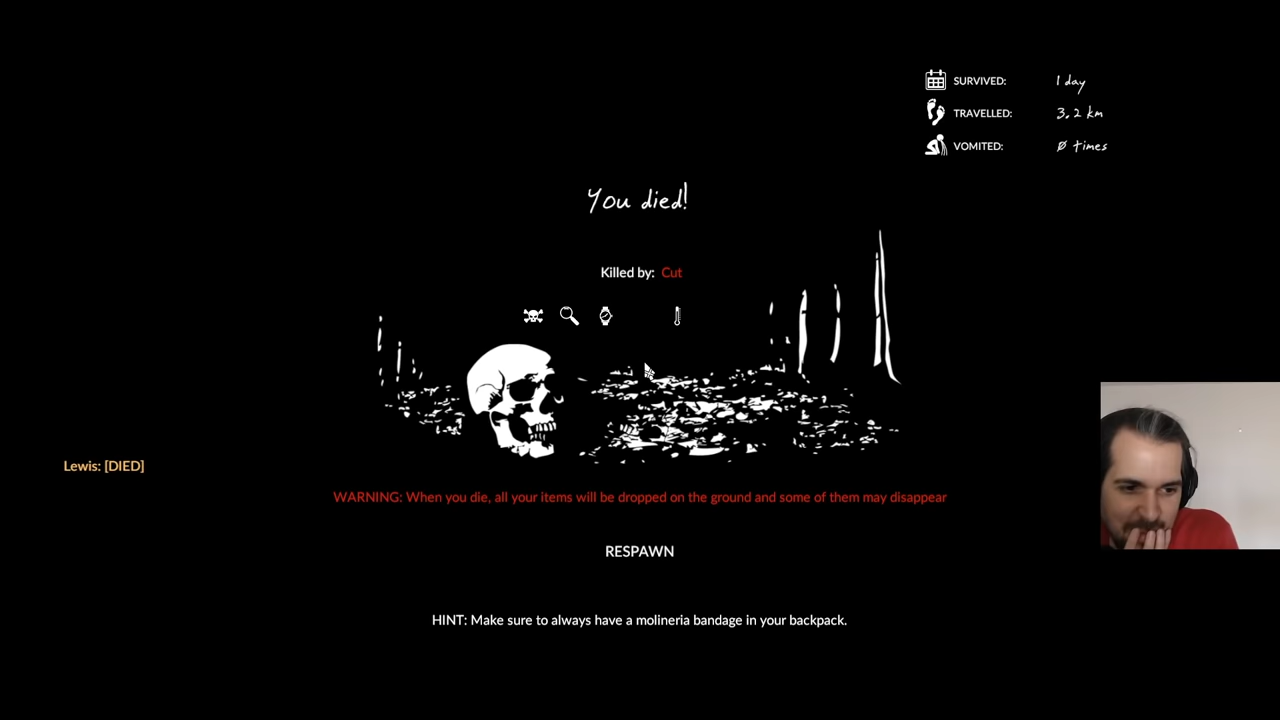 SURVIVED: 1 day
TRAVELLED: 3.2 km
VOMITED: 0 times
You died!
Killed by: Cut
Lewis: [DIED]
WARNING: When you die, all your items will be dropped on the ground and some of them may disappear
RESPAWN
HINT: Make sure to always have a molineria bandage in your backpack.